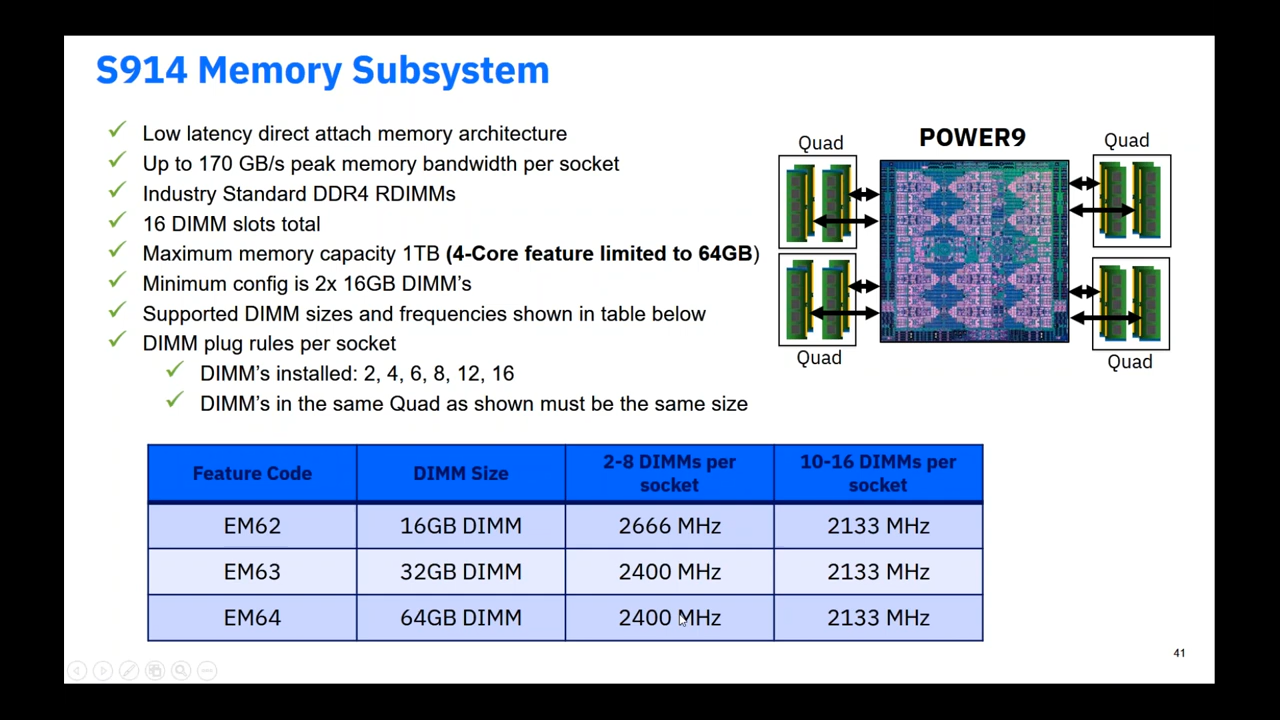 S914 Memory Subsystem
Low latency direct attach memory architecture
Up to 170 GB/s peak memory bandwidth per socket
Industry Standard DDR4 RDIMMs
16 DIMM slots total
Maximum memory capacity 1TB (4-Core feature limited to 64GB)
Minimum config is 2x 16GB DIMM's
Supported DIMM sizes and frequencies shown in table below
DIMM plug rules per socket
DIMM's installed: 2, 4, 6, 8, 12, 16
DIMM's in the same Quad as shown must be the same size
Quad
POWER9
Quad
Quad
Quad
Feature Code DIMM Size 2-8 DIMMs per socket 10-16 DIMMs per socket
EM62 16GB DIMM 2666 MHz 2133 MHz
EM63 32GB DIMM 2400 MHz 2133 MHz
EM64 64GB DIMM 2400 MHz 2133 MHz
41